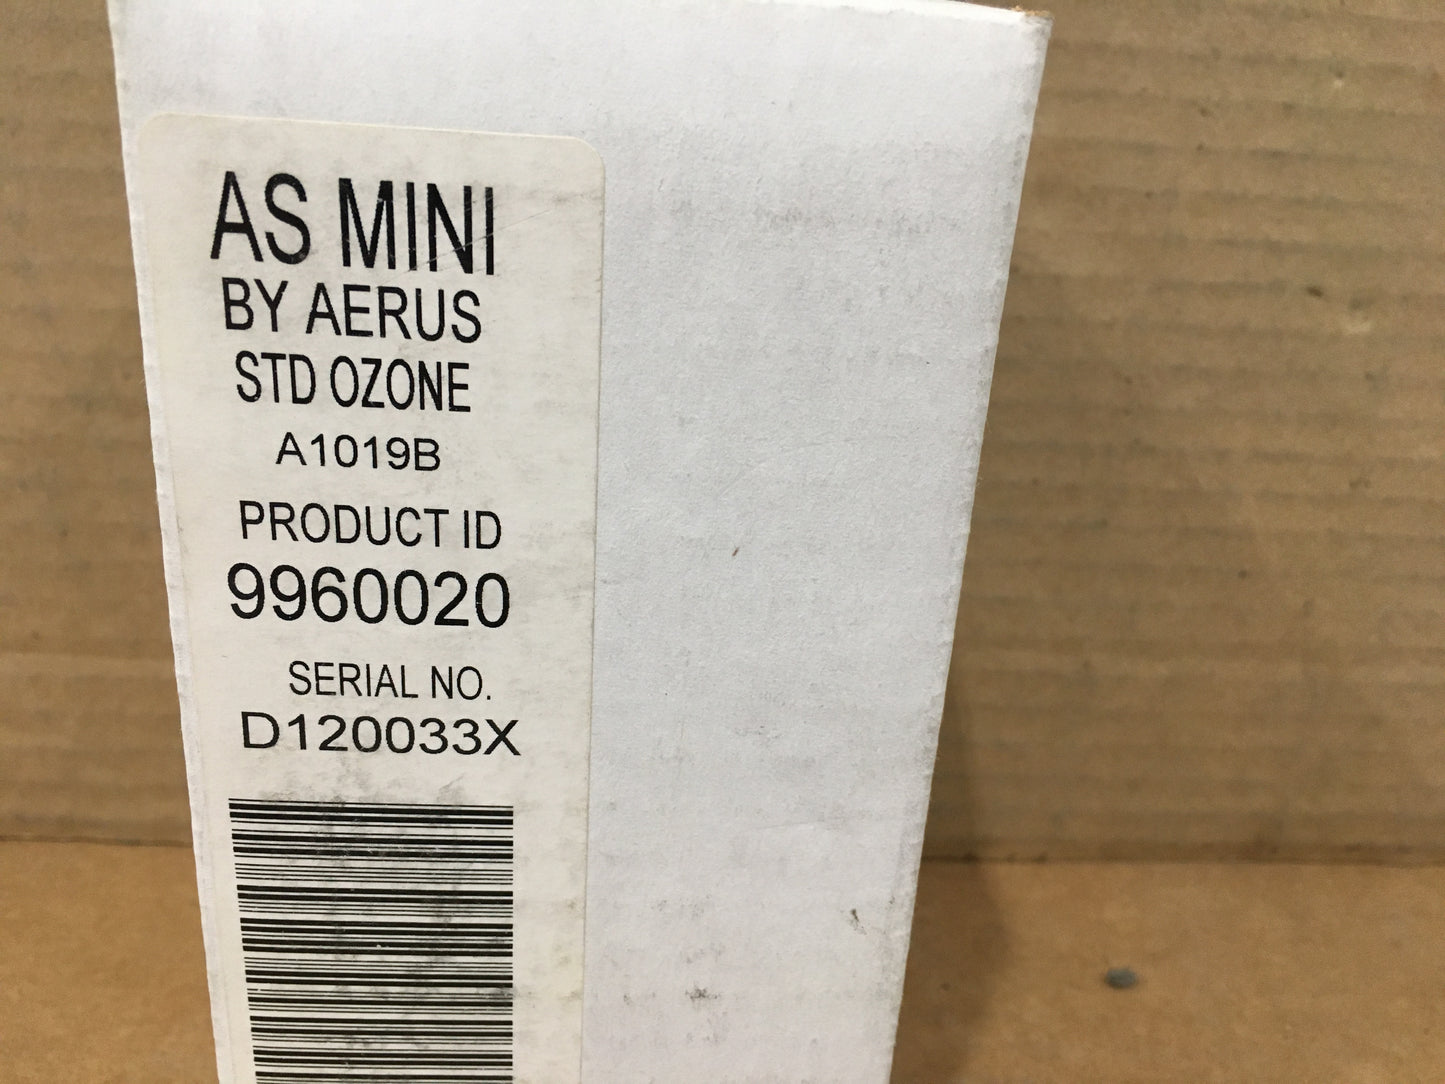 AS MINI
BY AERUS
STD OZONE
A1019B
PRODUCT ID
9960020
SERIAL NO.
D120033X